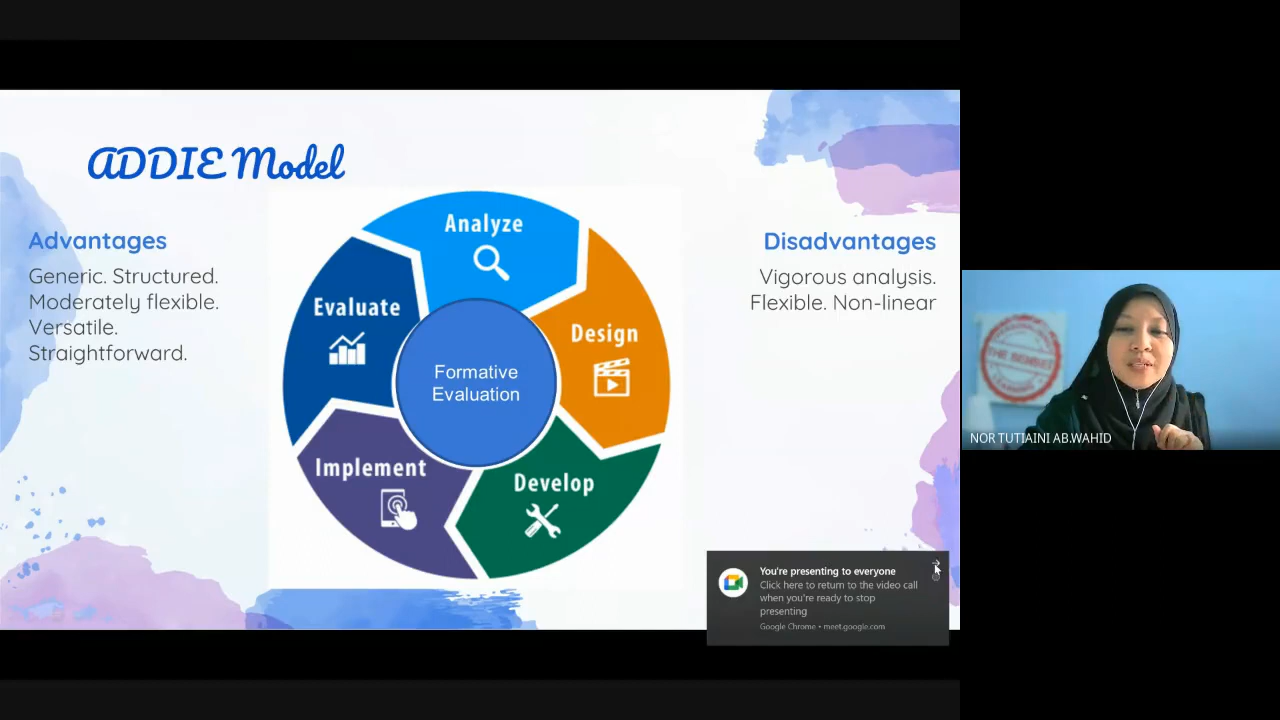 ADDIE Model
Advantages
Generic. Structured.
Moderately flexible.
Versatile.
Straightforward.
Analyze
Design
Develop
Implement
Evaluate
Formative
Evaluation
Disadvantages
Vigorous analysis.
Flexible. Non-linear
THE BENSEI
NOR TUTIAINI AB.WAHID
You're presenting to everyone
Click here to return to the video call
when you're ready to stop
presenting
Google Chrome • meet.google.com